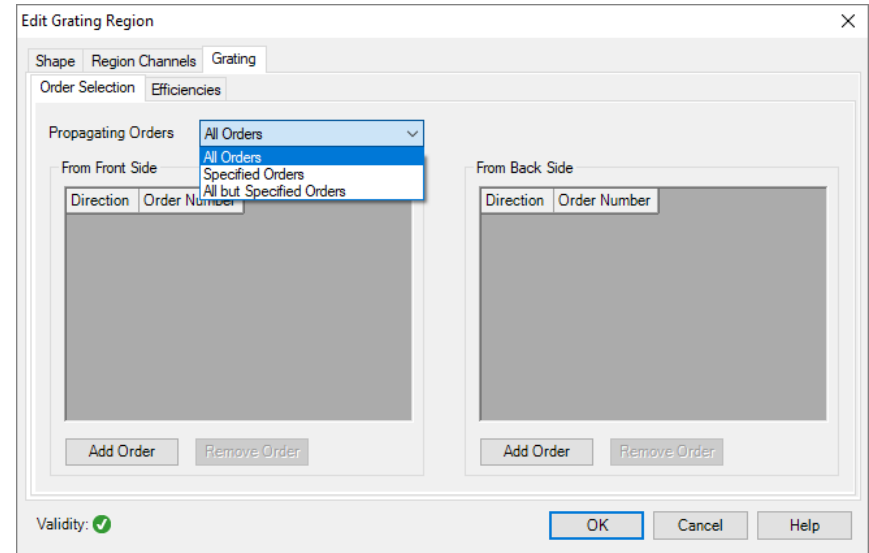 Edit Grating Region
Shape Region Channels Grating
Order Selection Efficiencies
Propagating Orders All Orders
All Orders
Specified Orders
All but Specified Orders
From Front Side From Back Side
Direction Order Number Direction Order Number
Add Order Remove Order Add Order Remove Order
Validity: OK Cancel Help